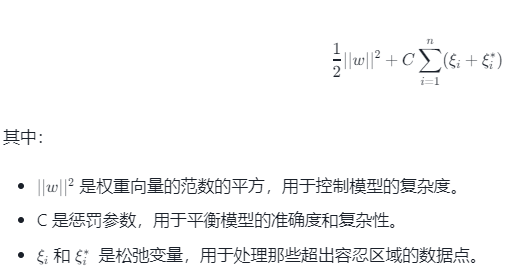 $\frac{1}{2}||w||^2 + C\sum_{i=1}^{n}(\xi_i + \xi_i^*)$
其中：
• $||w||^2$ 是权重向量的范数的平方，用于控制模型的复杂度。
• C 是惩罚参数，用于平衡模型的准确度和复杂性。
• $\xi_i$ 和 $\xi_i^*$ 是松弛变量，用于处理那些超出容忍区域的数据点。